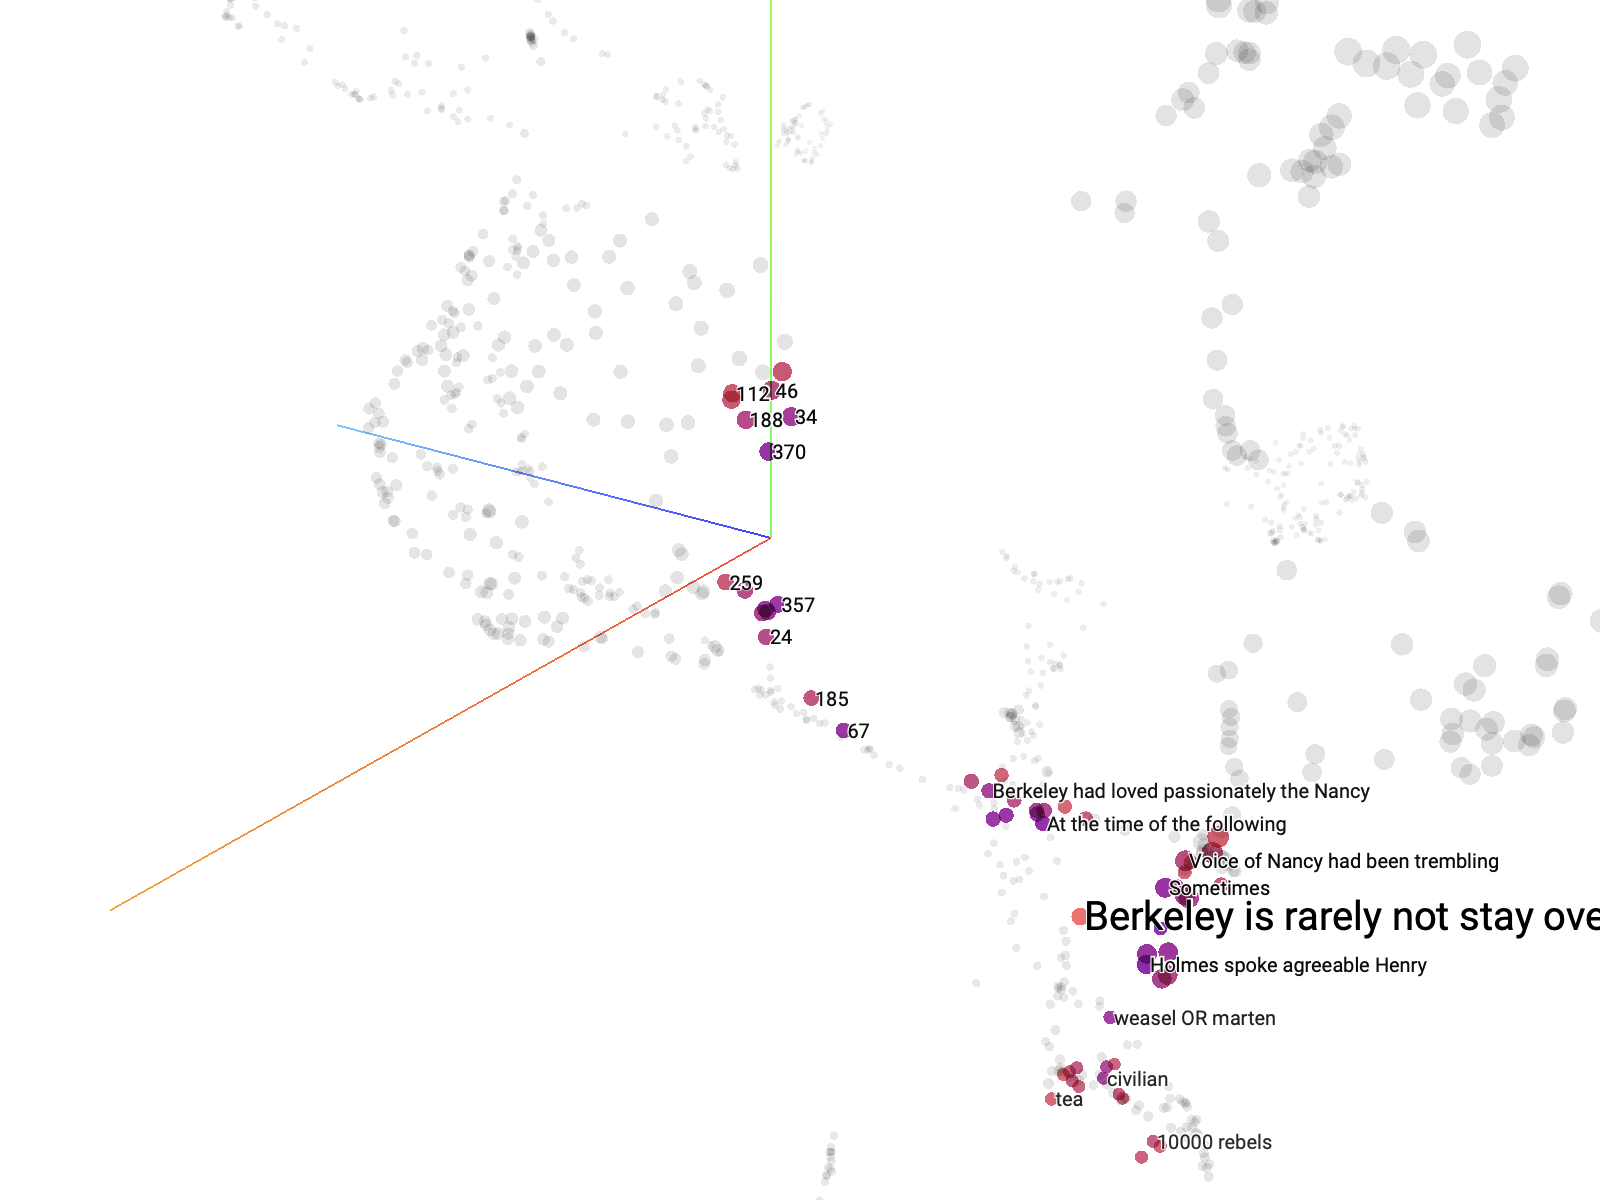 112
146
188
34
370
259
357
24
185
67
Berkeley had loved passionately the Nancy
At the time of the following
Voice of Nancy had been trembling
Sometimes
Berkeley is rarely not stay ove
Holmes spoke agreeable Henry
weasel OR marten
civilian
tea
10000 rebels